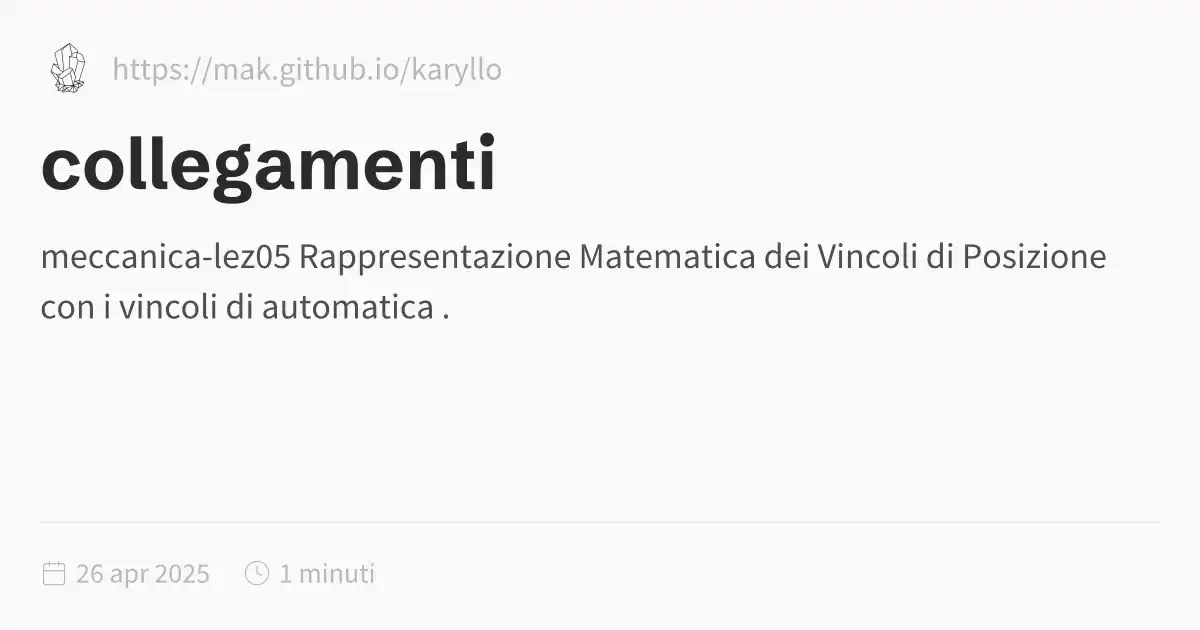 https://mak.github.io/karyllo
collegamenti
meccanica-lez05 Rappresentazione Matematica dei Vincoli di Posizione
con i vincoli di automatica .
26 apr 2025 1 minuti